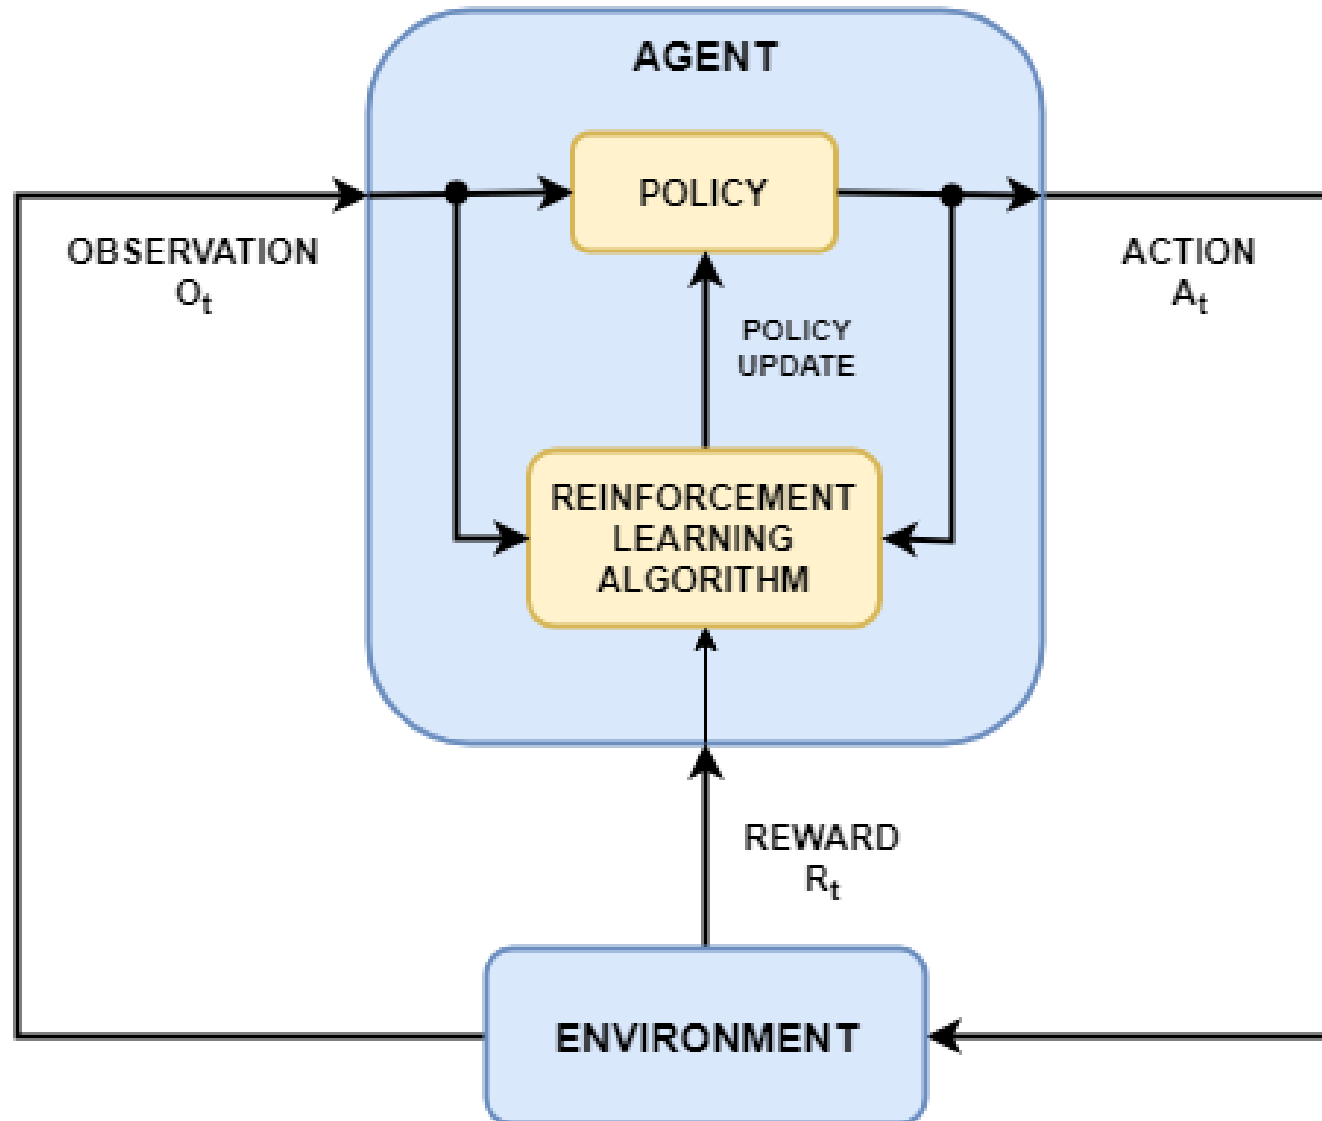 AGENT
POLICY
OBSERVATION
Oₜ
ACTION
Aₜ
POLICY
UPDATE
REINFORCEMENT
LEARNING
ALGORITHM
REWARD
Rₜ
ENVIRONMENT